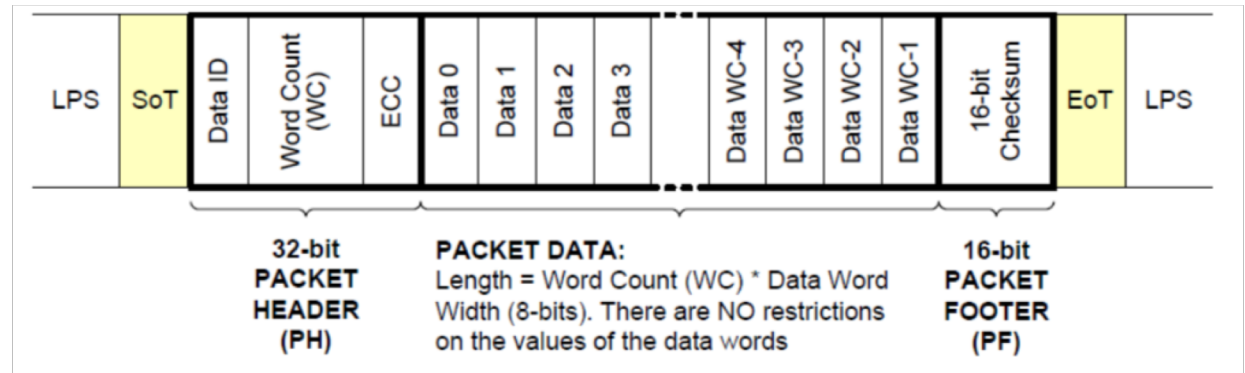 LPS
SoT
Data ID
Word Count
(WC)
ECC
Data 0
Data 1
Data 2
Data 3
Data WC-4
Data WC-3
Data WC-2
Data WC-1
16-bit
Checksum
EoT
LPS
32-bit
PACKET
HEADER
(PH)
PACKET DATA:
Length = Word Count (WC) * Data Word
Width (8-bits). There are NO restrictions
on the values of the data words
16-bit
PACKET
FOOTER
(PF)